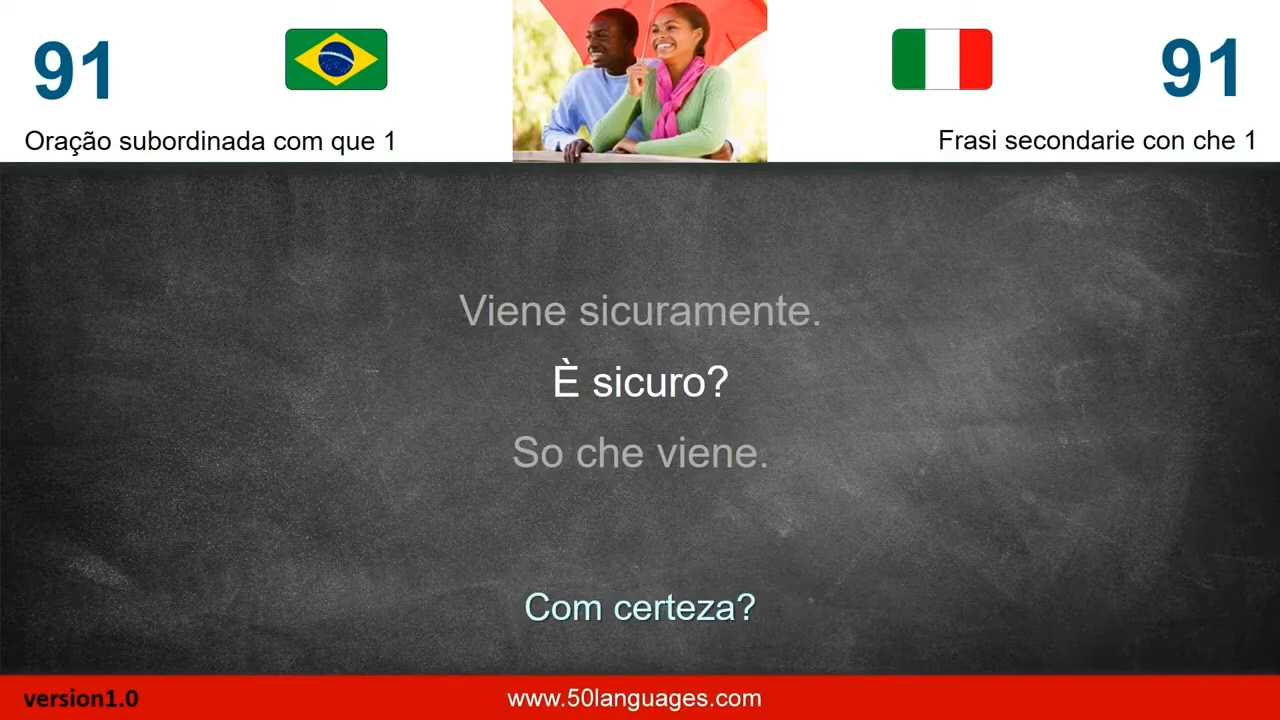 91
91
Oração subordinada com que 1
Frasi secondarie con che 1
Viene sicuramente.
È sicuro?
So che viene.
Com certeza?
version1.0
www.50languages.com